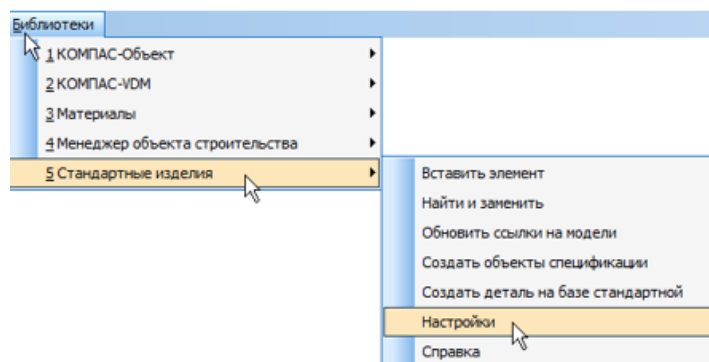 Библиотеки
1 КОМПАС-Объект
2 КОМПАС-VDM
3 Материалы
4 Менеджер объекта строительства
5 Стандартные изделия
Вставить элемент
Найти и заменить
Обновить ссылки на модели
Создать объекты спецификации
Создать деталь на базе стандартной
Настройки
Справка